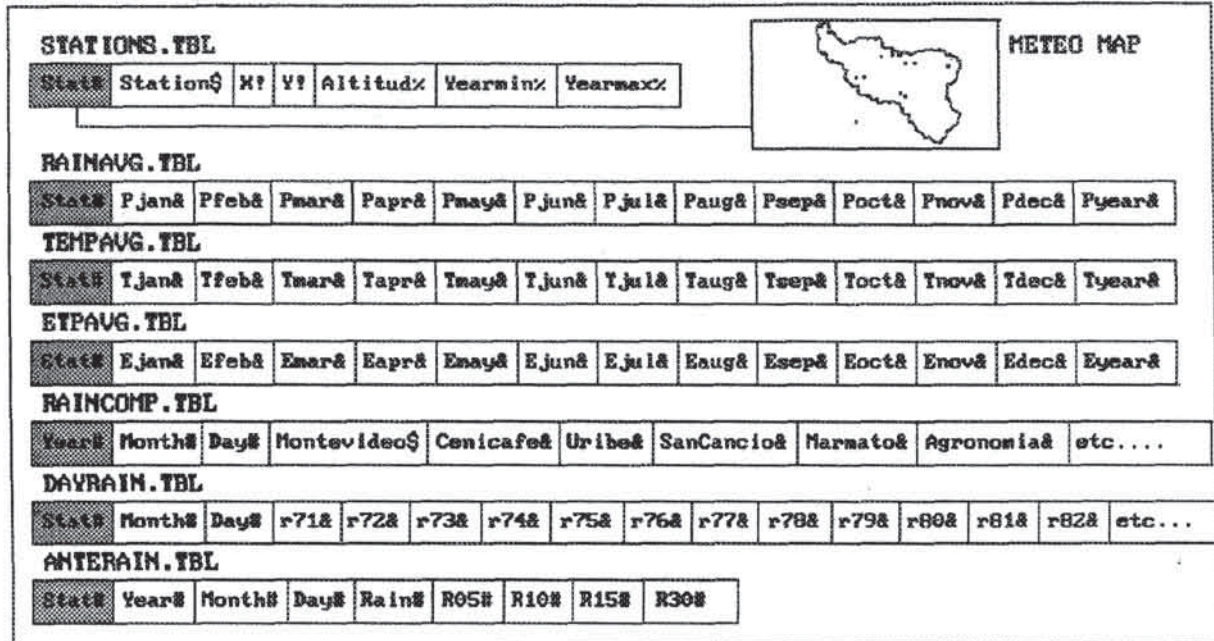 STATIONS.TBL
METEO MAP
Stat# Station$ X! Y! Altitud% Yearmin% Yearmax%
RAINAVG.TBL
Stat# Pjan& Pfeb& Pmar& Papr& Pmay& Pjun& Pjul& Paug& Psep& Poct& Pnov& Pdec& Pyear&
TEMPAVG.TBL
Stat# Tjan& Tfeb& Tmar& Tapr& Tmay& Tjun& Tjul& Taug& Tsep& Toct& Tnov& Tdec& Tyear&
ETPAVG.TBL
Stat# Ejan& Efeb& Emar& Eapr& Emay& Ejun& Ejul& Eaug& Esep& Eoct& Enov& Edec& Eyear&
RAINCOMP.TBL
Year# Month# Day# Montevideo$ Cenicafe& Uribe& SanCancio& Marmato& Agronomia& etc....
DAYRAIN.TBL
Stat# Month# Day# r71& r72& r73& r74& r75& r76& r77& r78& r79& r80& r81& r82& etc...
ANTERAIN.TBL
Stat# Year# Month# Day# Rain# R05# R10# R15# R30#